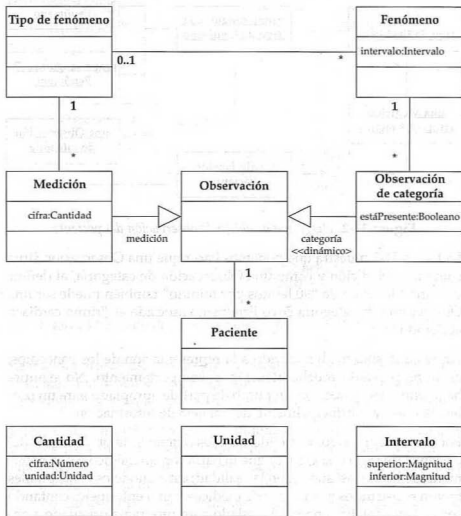 Tipo de fenómeno
Fenómeno
intervalo:Intervalo
0..1
*
1
1
*
*
Medición
cifra:Cantidad
Observación
Observación
de categoría
estáPresente:Booleano
medición
categoría
<<dinámico>>
1
*
Paciente
Cantidad
cifra:Número
unidad:Unidad
Unidad
Intervalo
superior:Magnitud
inferior:Magnitud